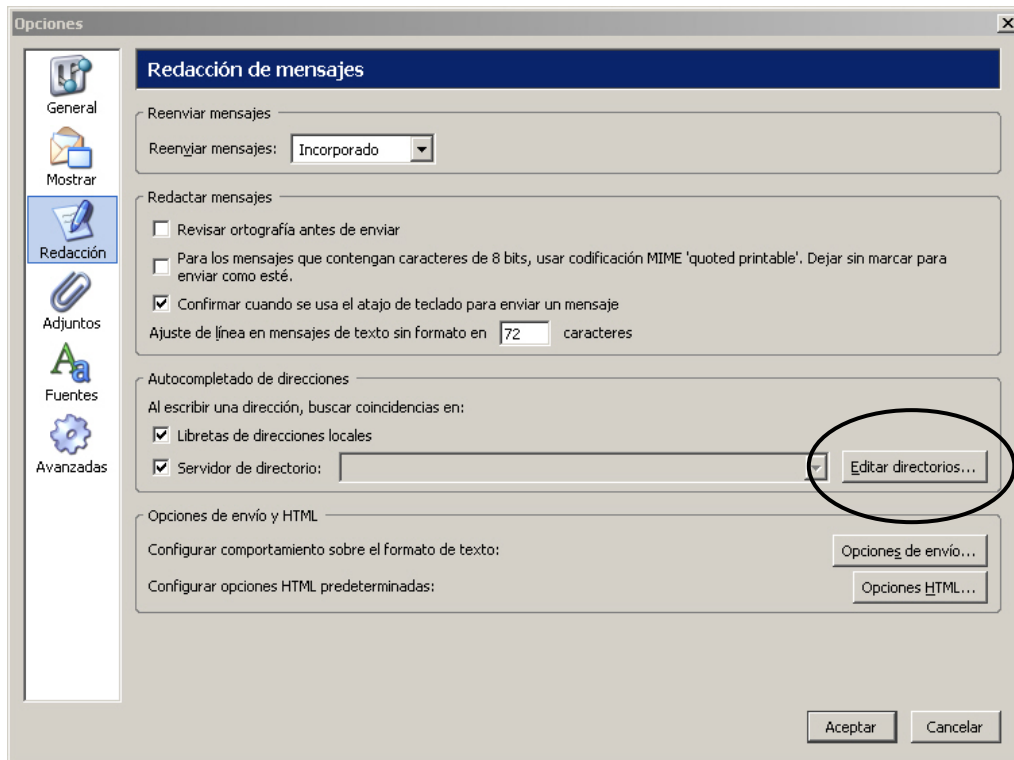 Opciones
General
Mostrar
Redacción
Adjuntos
Fuentes
Avanzadas
Redacción de mensajes
Reenviar mensajes
Reenviar mensajes: Incorporado
Redactar mensajes
Revisar ortografía antes de enviar
Para los mensajes que contengan caracteres de 8 bits, usar codificación MIME 'quoted printable'. Dejar sin marcar para
enviar como esté.
Confirmar cuando se usa el atajo de teclado para enviar un mensaje
Ajuste de línea en mensajes de texto sin formato en 72 caracteres
Autocompletado de direcciones
Al escribir una dirección, buscar coincidencias en:
Libretas de direcciones locales
Servidor de directorio: Editar directorios...
Opciones de envío y HTML
Configurar comportamiento sobre el formato de texto: Opciones de envío...
Configurar opciones HTML predeterminadas: Opciones HTML...
Aceptar Cancelar